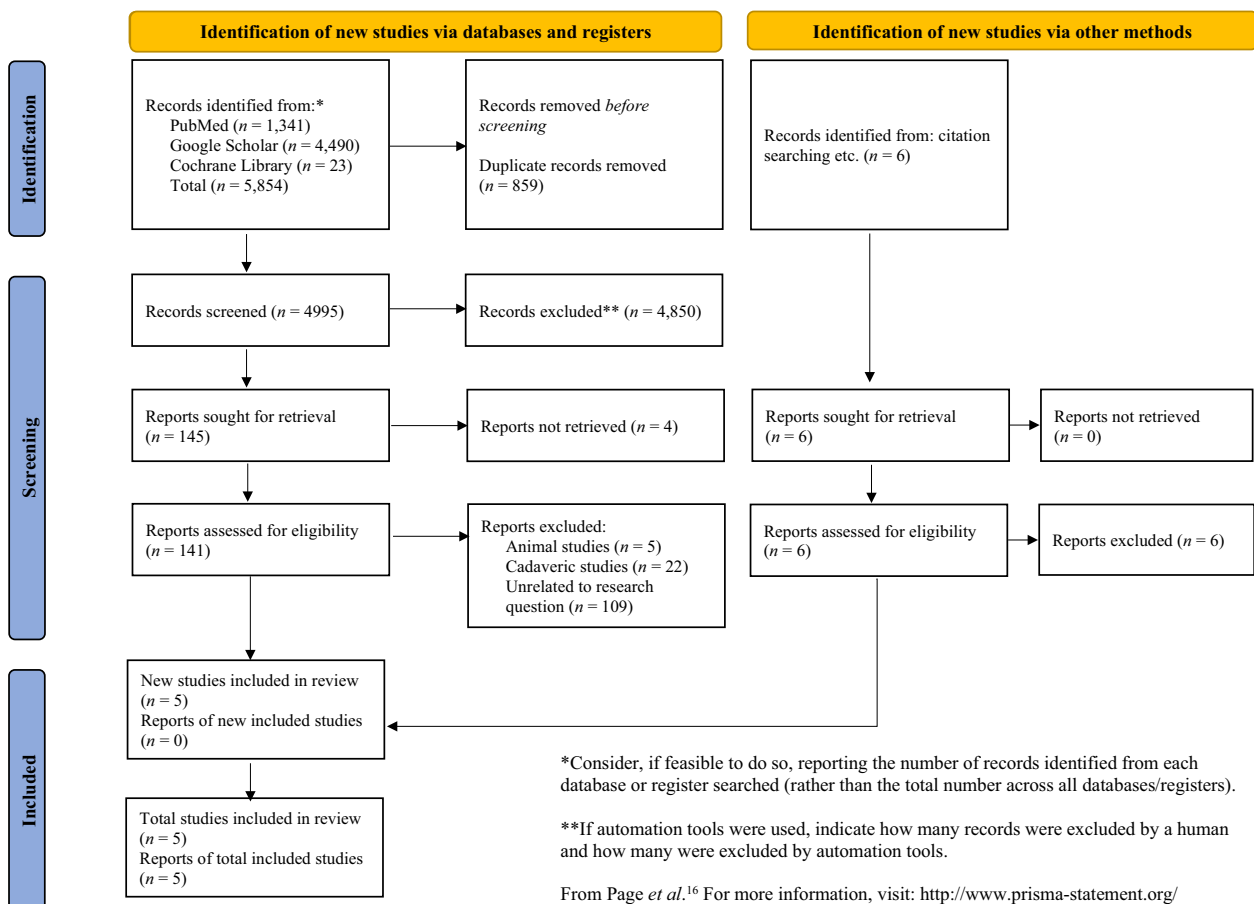 Identification of new studies via databases and registers
Identification of new studies via other methods
Identification
Records identified from:*
PubMed (n = 1,341)
Google Scholar (n = 4,490)
Cochrane Library (n = 23)
Total (n = 5,854)
Records removed before
screening
Duplicate records removed
(n = 859)
Records identified from: citation
searching etc. (n = 6)
Screening
Records screened (n = 4995)
Records excluded** (n = 4,850)
Reports sought for retrieval
(n = 145)
Reports not retrieved (n = 4)
Reports sought for retrieval
(n = 6)
Reports not retrieved
(n = 0)
Reports assessed for eligibility
(n = 141)
Reports excluded:
Animal studies (n = 5)
Cadaveric studies (n = 22)
Unrelated to research
question (n = 109)
Reports assessed for eligibility
(n = 6)
Reports excluded (n = 6)
Included
New studies included in review
(n = 5)
Reports of new included studies
(n = 0)
Total studies included in review
(n = 5)
Reports of total included studies
(n = 5)
*Consider, if feasible to do so, reporting the number of records identified from each
database or register searched (rather than the total number across all databases/registers).
**If automation tools were used, indicate how many records were excluded by a human
and how many were excluded by automation tools.
From Page et al.16 For more information, visit: http://www.prisma-statement.org/